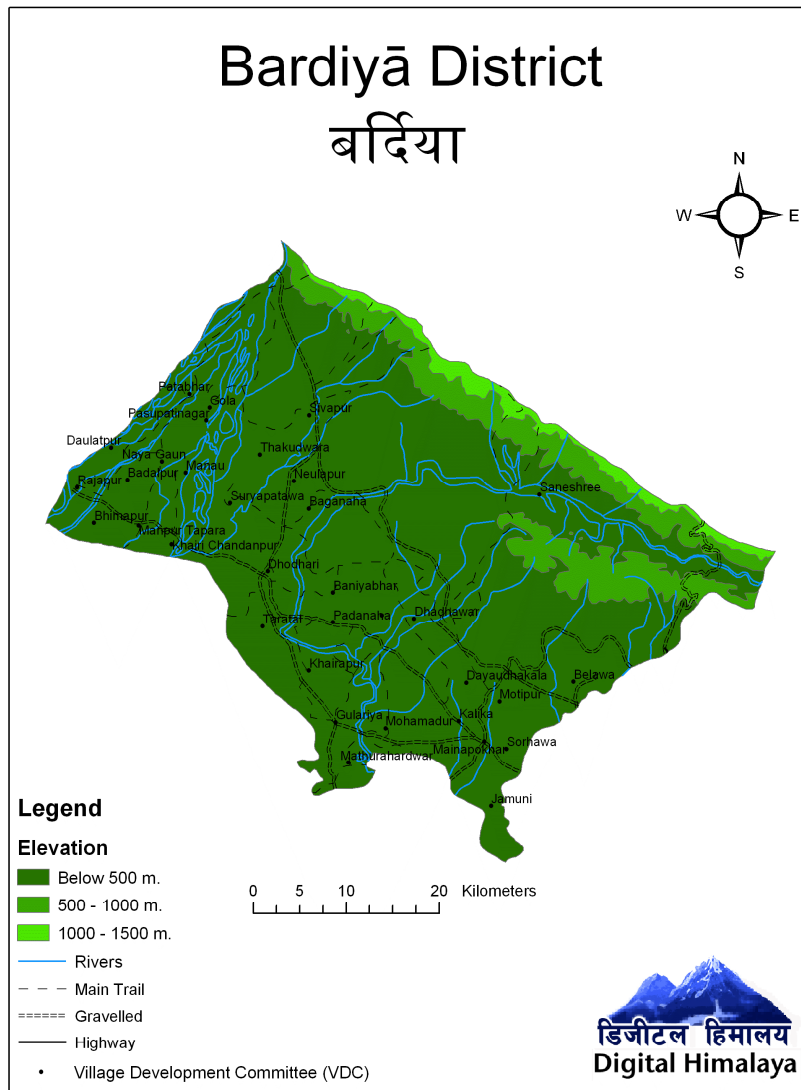 Bardiyā District
बर्दिया
N
W E
S
Patabhar
Gola
Pasupatinagar
Sivapur
Daulatpur
Thakudwara
Naya Gaun
Manau
Badalpur
Rajapur
Neulapur
Saneshree
Suryapatawa
Baganaha
Bhimapur
Manpur Tapara
Khairi Chandanpur
Dhodhari
Baniyabhar
Padanaha
Dhadhawar
Taratal
Khairapur
Dayaudhakala
Belawa
Motipur
Gulariya
Mohamadur
Kalika
Mainapokhar
Sorhawa
Mathurahardwar
Jamuni
Legend
Elevation
Below 500 m.
500 - 1000 m.
1000 - 1500 m.
Rivers
Main Trail
Gravelled
Highway
Village Development Committee (VDC)
0 5 10 20 Kilometers
डिजीटल हिमालय
Digital Himalaya